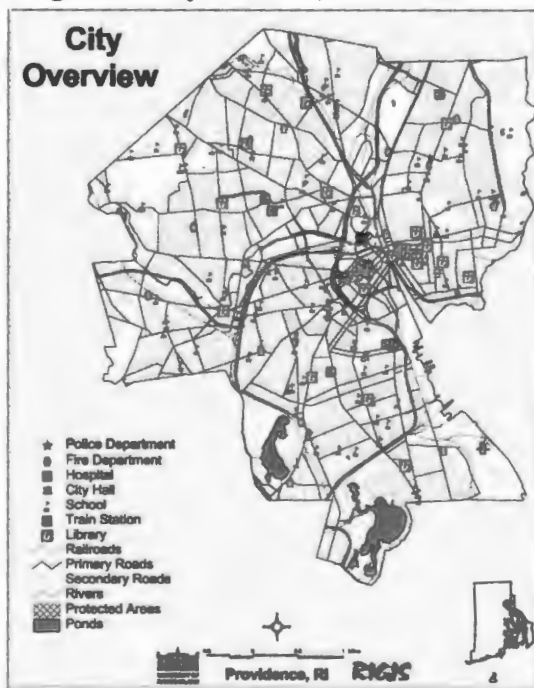 City
Overview
Police Department
Fire Department
Hospital
City Hall
School
Train Station
Library
Railroads
Primary Roads
Secondary Roads
Rivers
Protected Areas
Ponds
Providence, RI
RIGIS